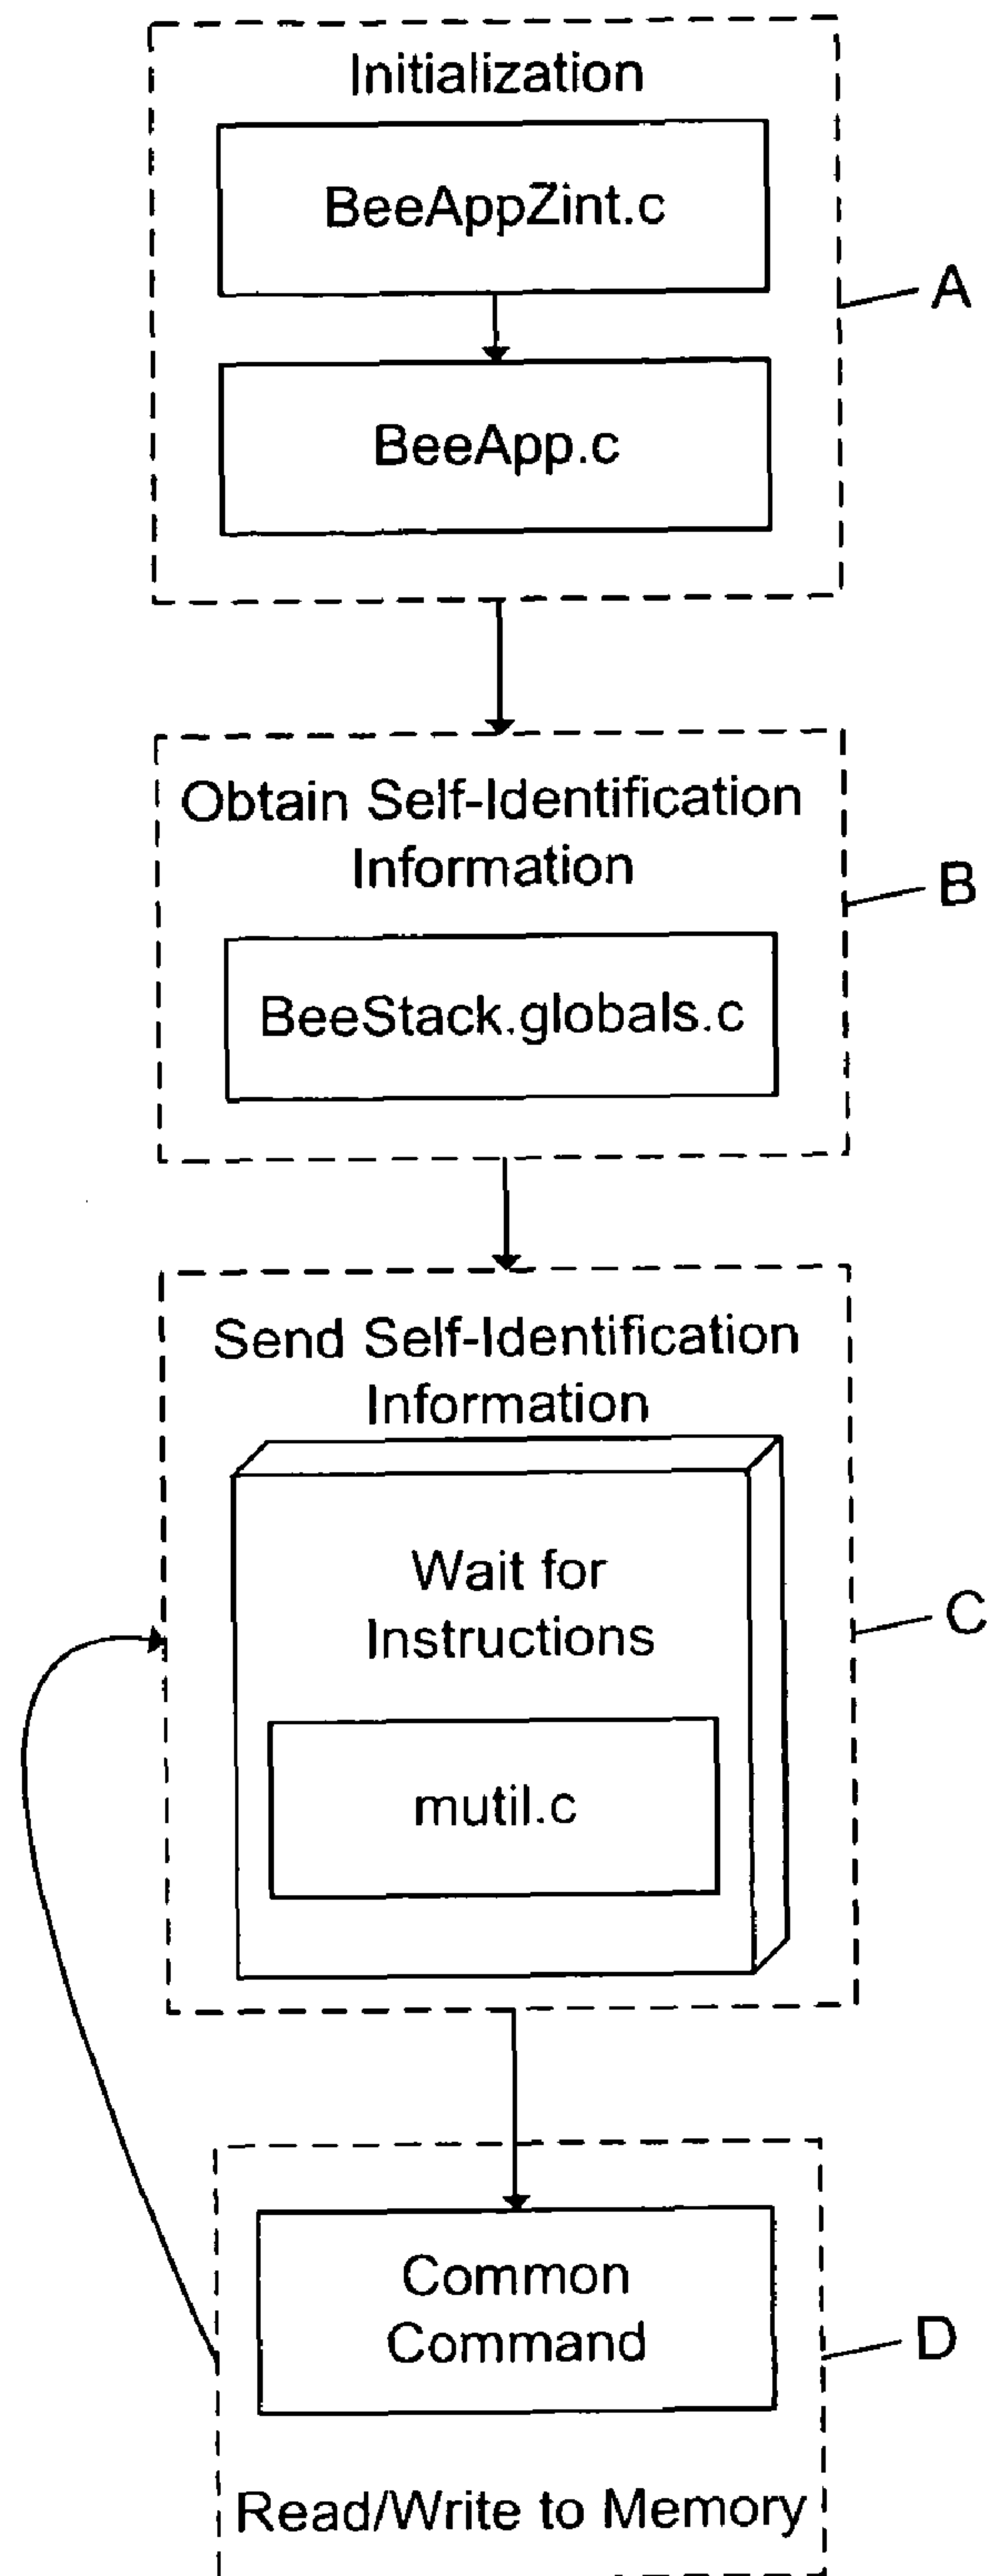 Initialization
BeeAppZint.c
A
BeeApp.c
Obtain Self-Identification
Information
B
BeeStack.globals.c
Send Self-Identification
Information
Wait for
Instructions
C
mutil.c
Common
Command
D
Read/Write to Memory